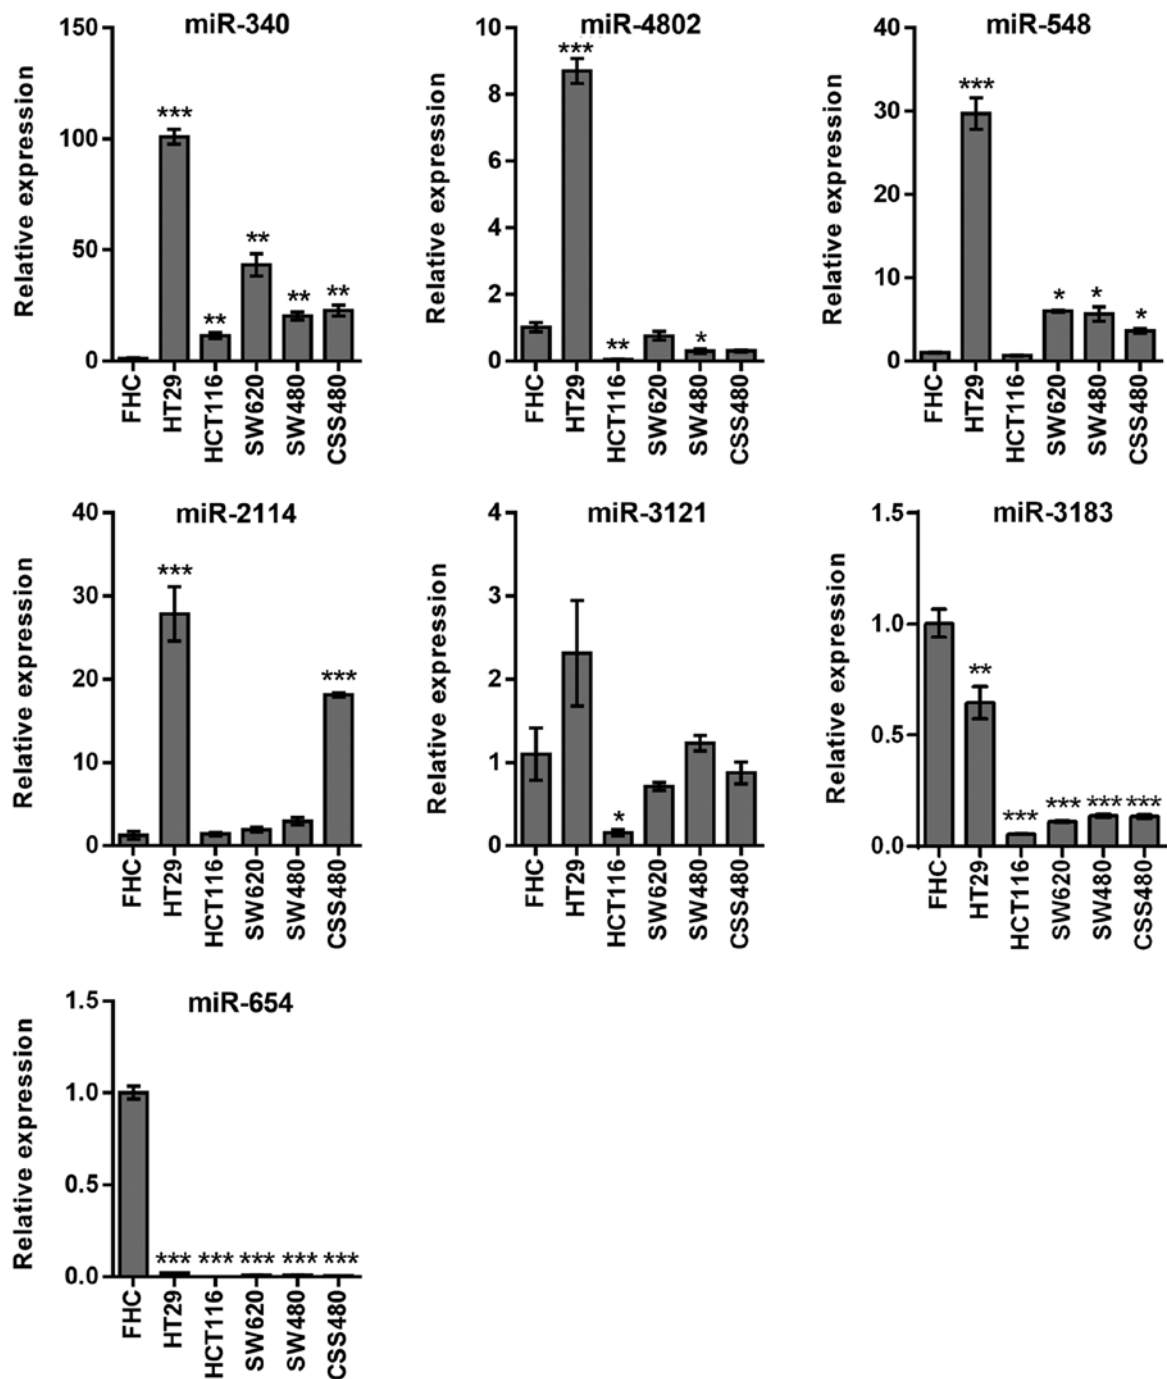 miR-340
Relative expression
150
100
50
0
***
**
**
**
**
FHC
HT29
HCT116
SW620
SW480
CSS480
miR-4802
Relative expression
10
8
6
4
2
0
***
**
*
FHC
HT29
HCT116
SW620
SW480
CSS480
miR-548
Relative expression
40
30
20
10
0
***
*
*
*
FHC
HT29
HCT116
SW620
SW480
CSS480
miR-2114
Relative expression
40
30
20
10
0
***
***
FHC
HT29
HCT116
SW620
SW480
CSS480
miR-3121
Relative expression
4
3
2
1
0
*
FHC
HT29
HCT116
SW620
SW480
CSS480
miR-3183
Relative expression
1.5
1.0
0.5
0.0
**
***
***
***
***
FHC
HT29
HCT116
SW620
SW480
CSS480
miR-654
Relative expression
1.5
1.0
0.5
0.0
*** *** *** *** ***
FHC
HT29
HCT116
SW620
SW480
CSS480